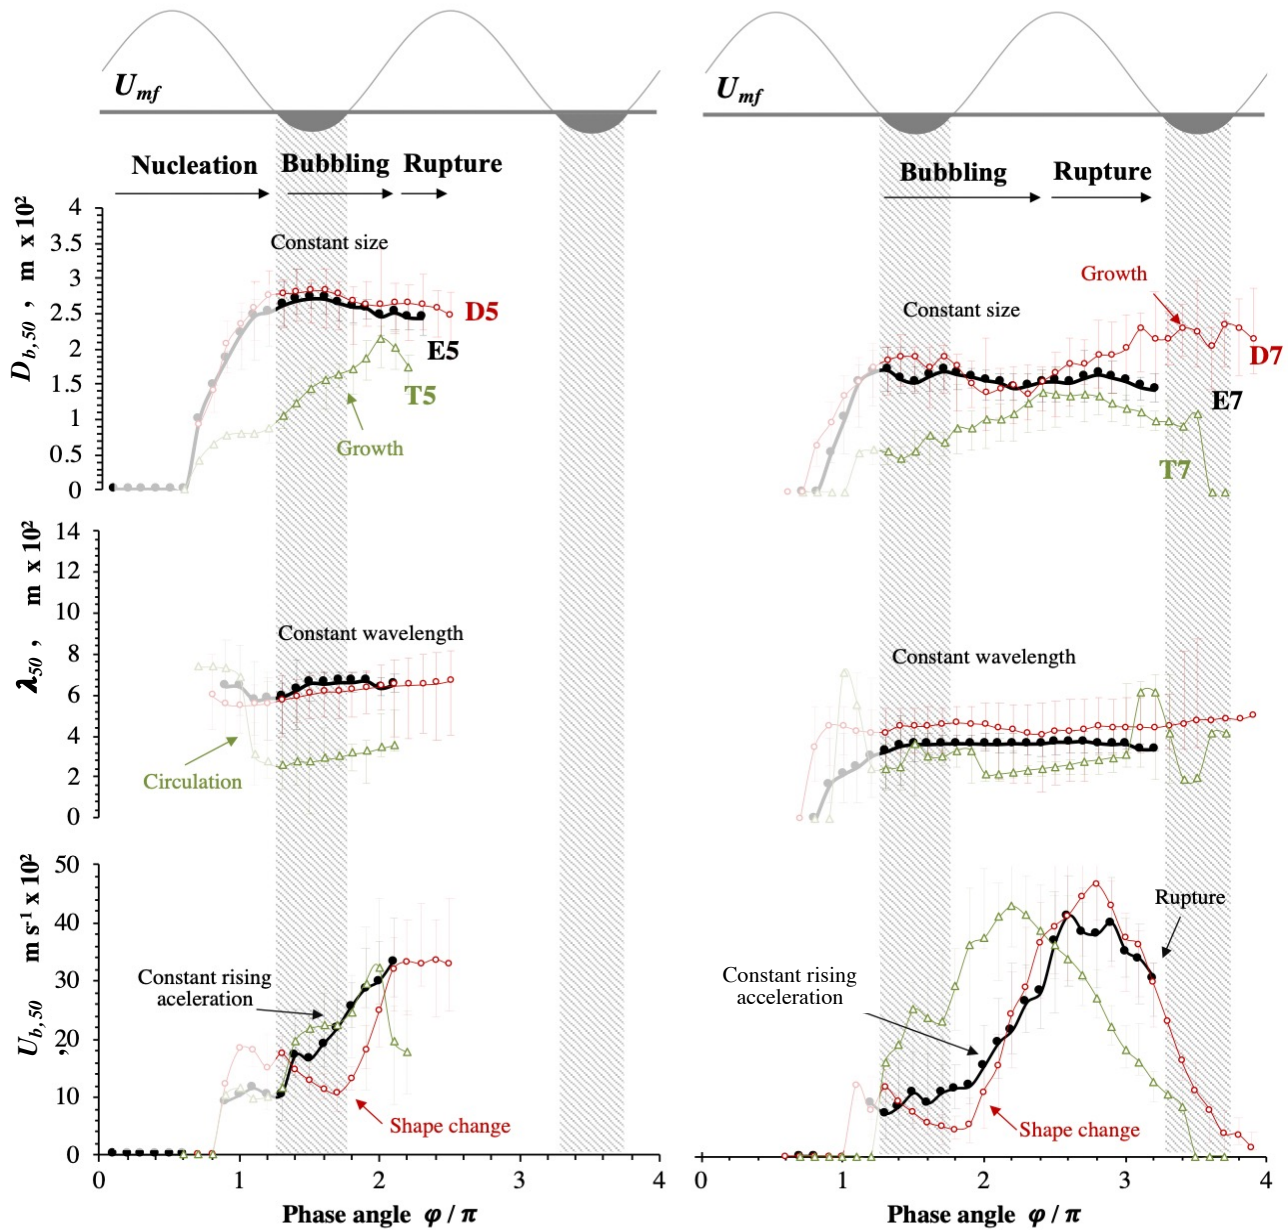 U_mf
U_mf
Nucleation
Bubbling
Rupture
Bubbling
Rupture
D_b,50 , m x 10²
4
3.5
3
2.5
2
1.5
1
0.5
0
Constant size
D5
E5
T5
Growth
Constant size
Growth
D7
E7
T7
λ₅₀ , m x 10²
14
12
10
8
6
4
2
0
Constant wavelength
Circulation
Constant wavelength
U_b,50 , m s⁻¹ x 10²
50
40
30
20
10
0
Constant rising
aceleration
Shape change
Constant rising
acceleration
Rupture
Shape change
0 1 2 3 4
0 1 2 3 4
Phase angle φ / π
Phase angle φ / π